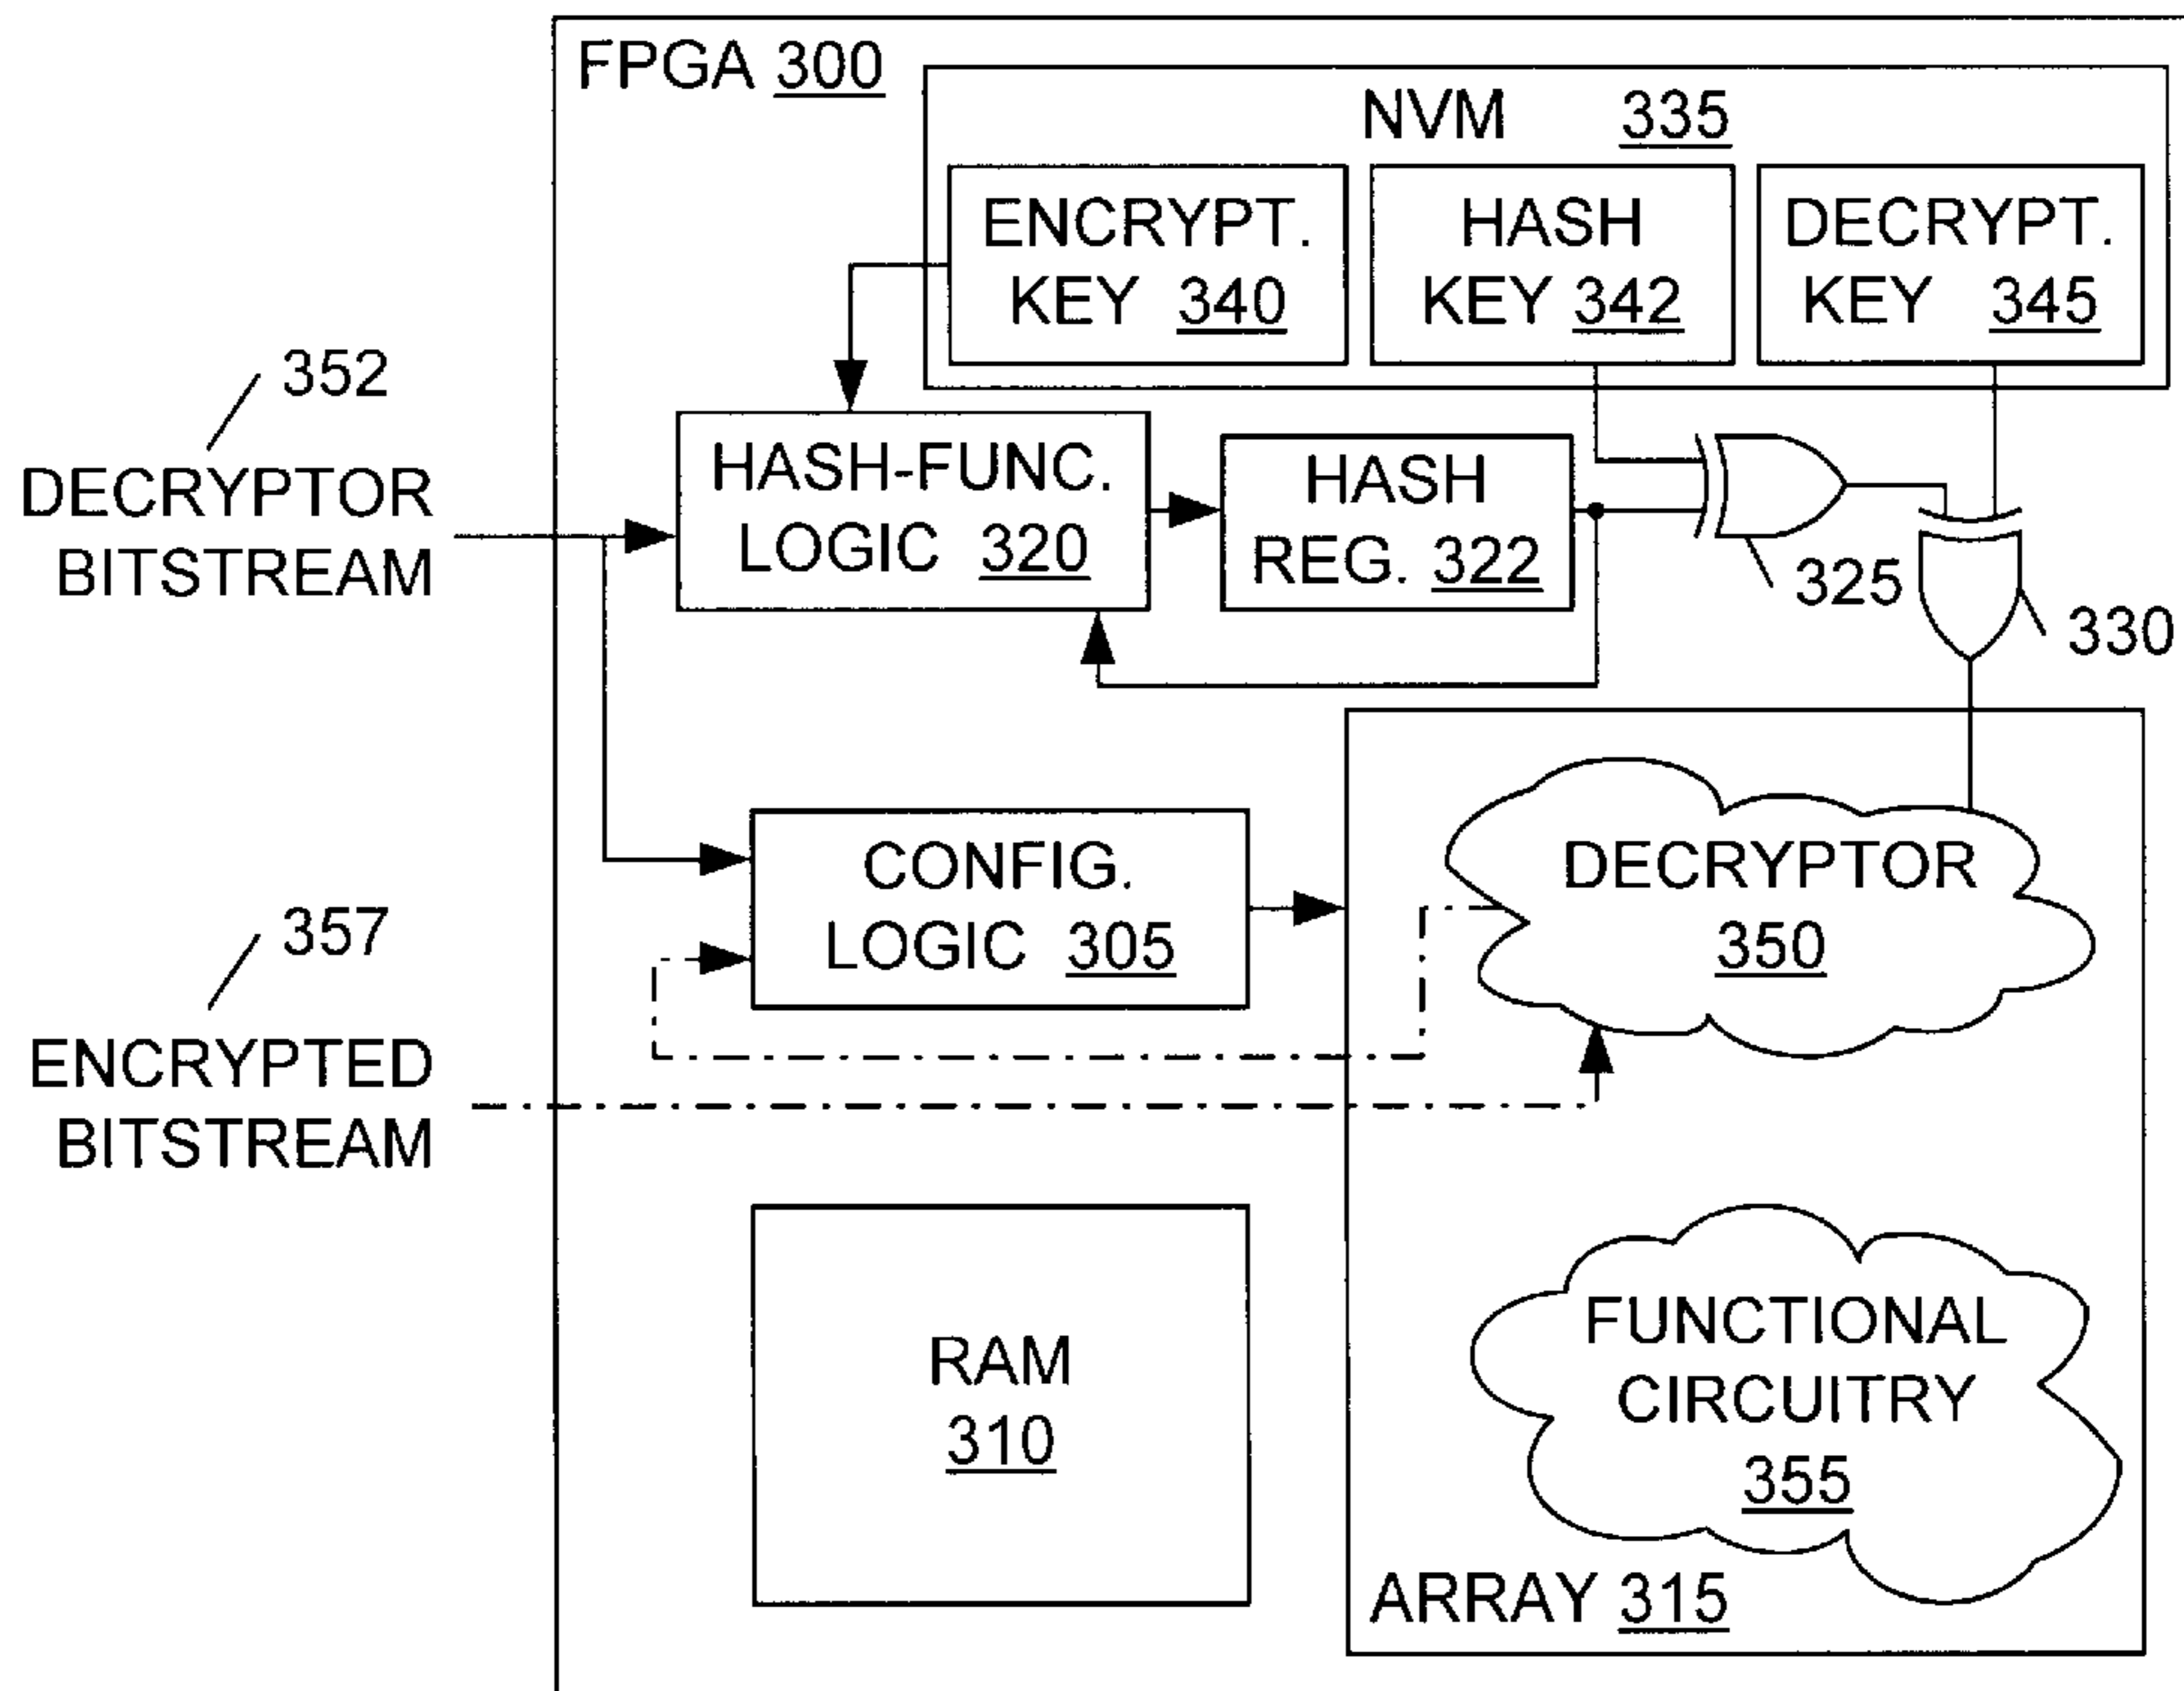 FPGA 300
NVM 335
ENCRYPT.
KEY 340
HASH
KEY 342
DECRYPT.
KEY 345
352
DECRYPTOR
BITSTREAM
HASH-FUNC.
LOGIC 320
HASH
REG. 322
325
330
CONFIG.
LOGIC 305
DECRYPTOR
350
357
ENCRYPTED
BITSTREAM
RAM
310
FUNCTIONAL
CIRCUITRY
355
ARRAY 315